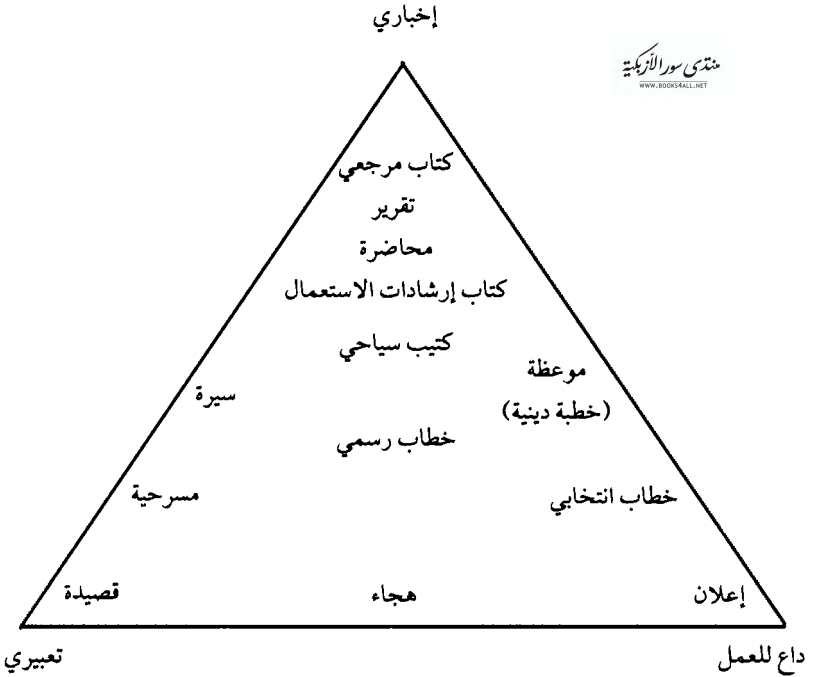 إخباري
منتدى سور الأزبكية
WWW.BOOKS4ALL.NET
كتاب مرجعي
تقرير
محاضرة
كتاب إرشادات الاستعمال
كتيب سياحي
موعظة
(خطبة دينية)
سيرة
خطاب رسمي
خطاب انتخابي
مسرحية
إعلان
هجاء
قصيدة
داع للعمل
تعبيري